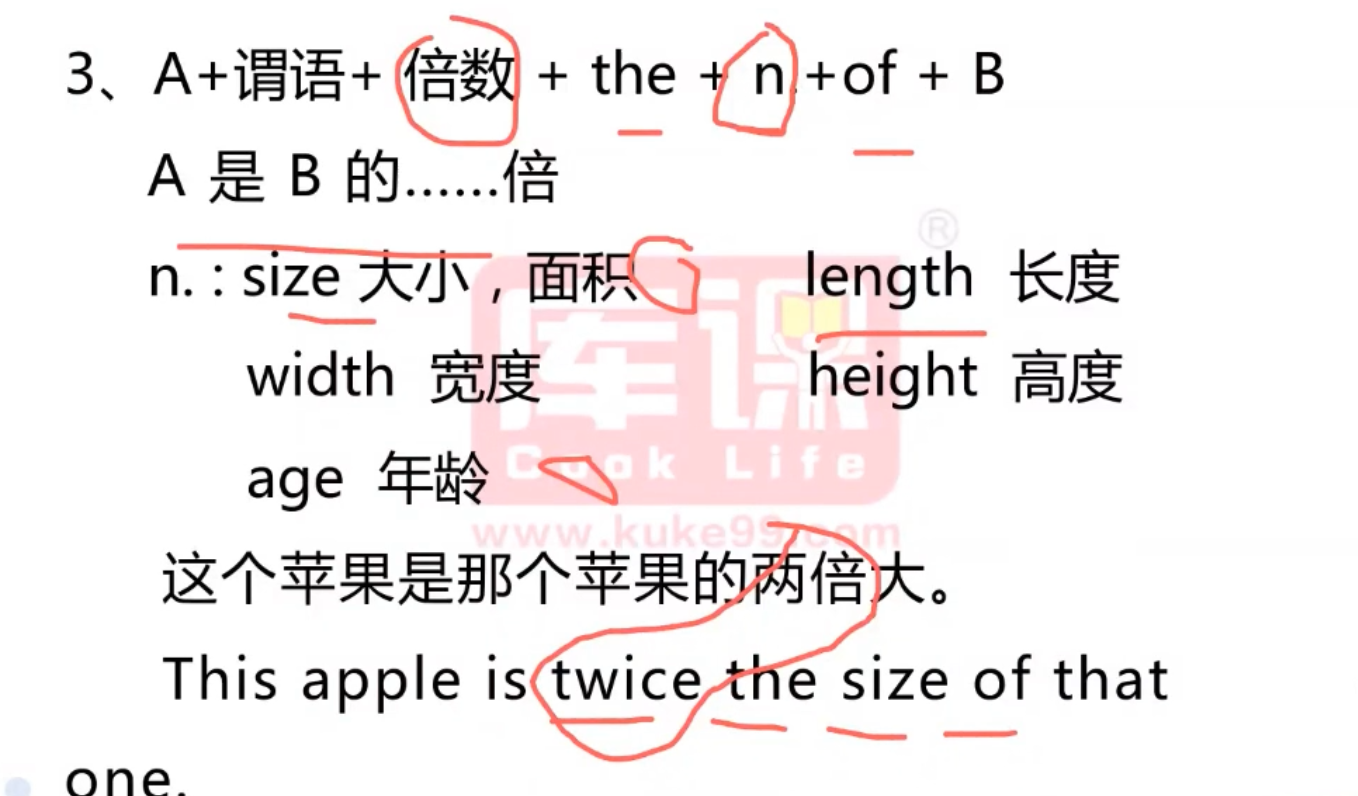 3、A+谓语+ 倍数 + the + n.+of + B
A 是 B 的......倍
n. : size 大小，面积 length 长度
width 宽度 height 高度
age 年龄
这个苹果是那个苹果的两倍大。
This apple is twice the size of that
one.
®
库课
Cook Life
www.kuke99.com